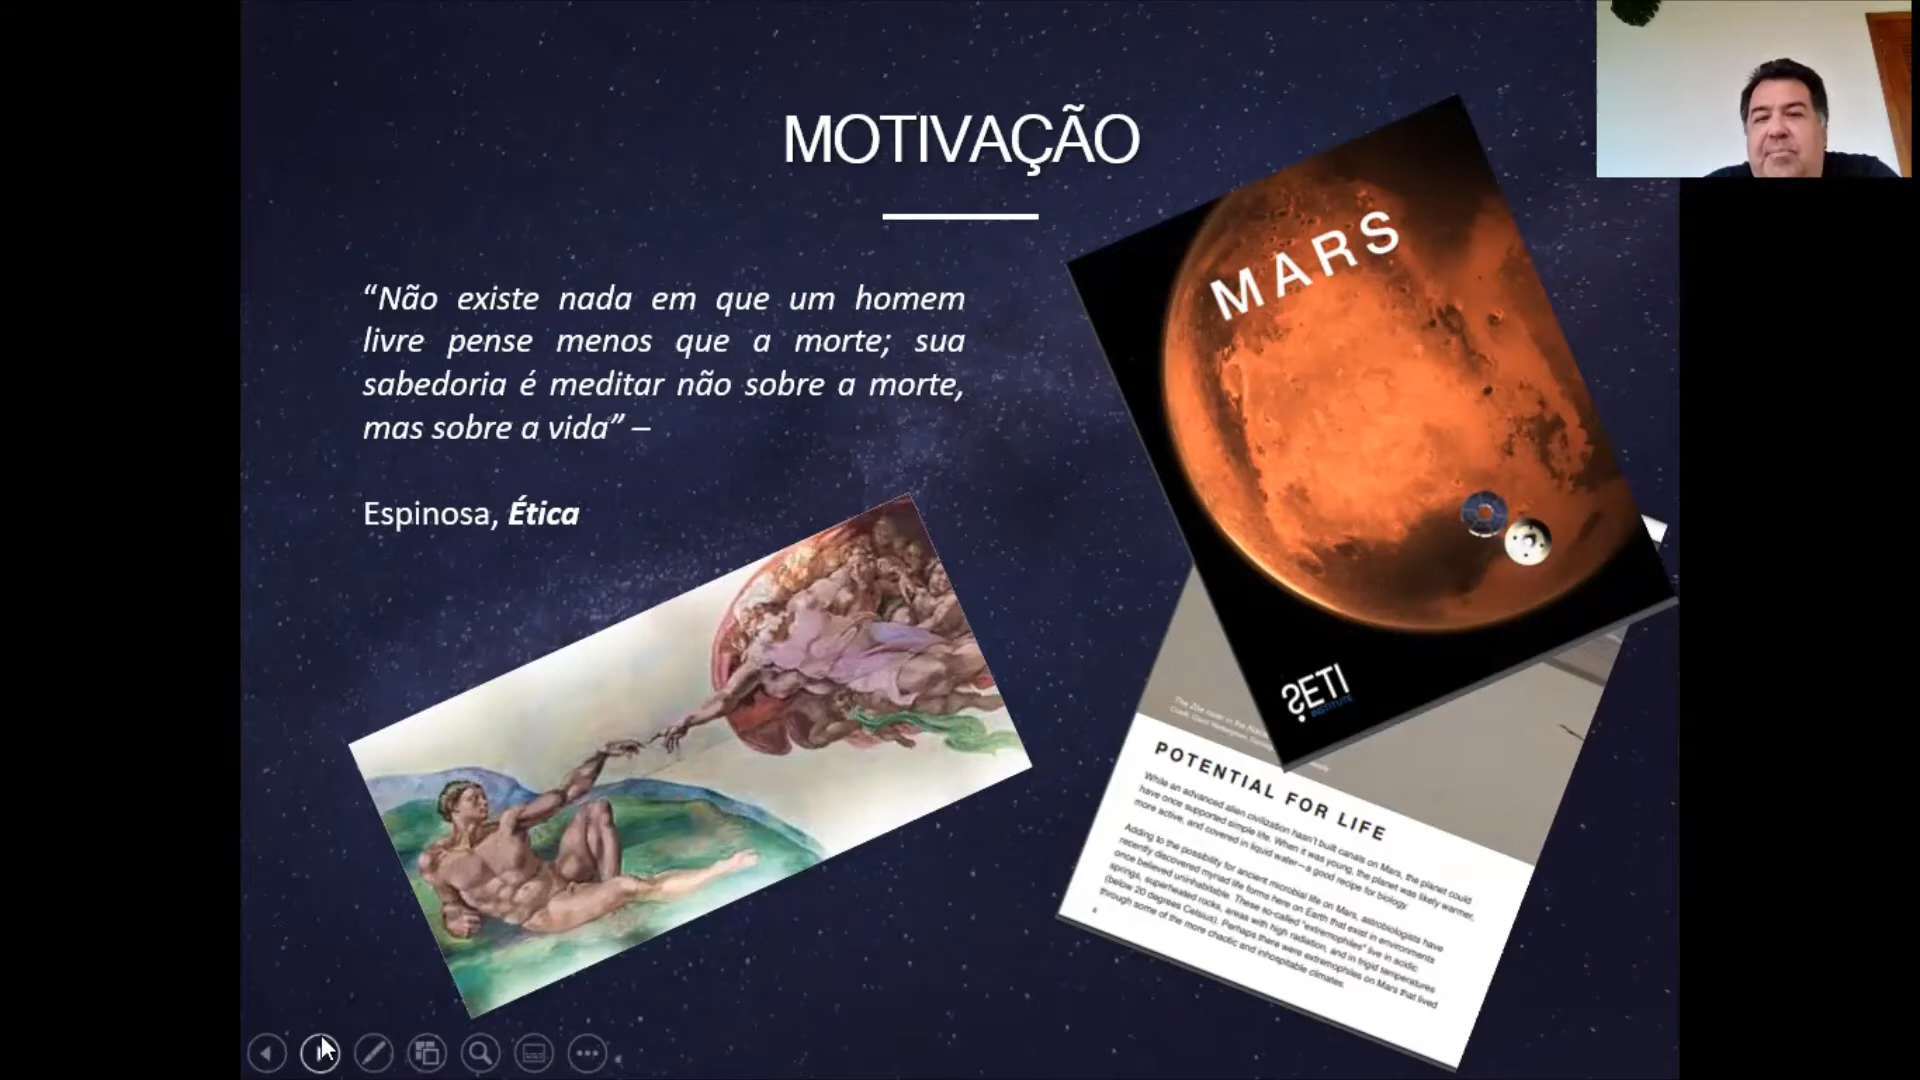 MOTIVAÇÃO
“Não existe nada em que um homem
livre pense menos que a morte; sua
sabedoria é meditar não sobre a morte,
mas sobre a vida” –
Espinosa, Ética
MARS
SETI
INSTITUTE
POTENTIAL FOR LIFE
While an advanced alien civilization hasn't built canals on Mars, the planet could
have once supported simple life. When it was young, the planet was likely warmer,
more active, and covered in liquid water—a good recipe for biology.
Adding to the possibility for ancient microbial life on Mars, astrobiologists have
recently discovered myriad life forms here on Earth that exist in environments
once believed uninhabitable. These so-called "extremophiles" live in acidic
springs, superheated rocks, areas with high radiation, and in frigid temperatures
(below 20 degrees Celsius). Perhaps there were extremophiles on Mars that lived
through some of the more chaotic and inhospitable climates.